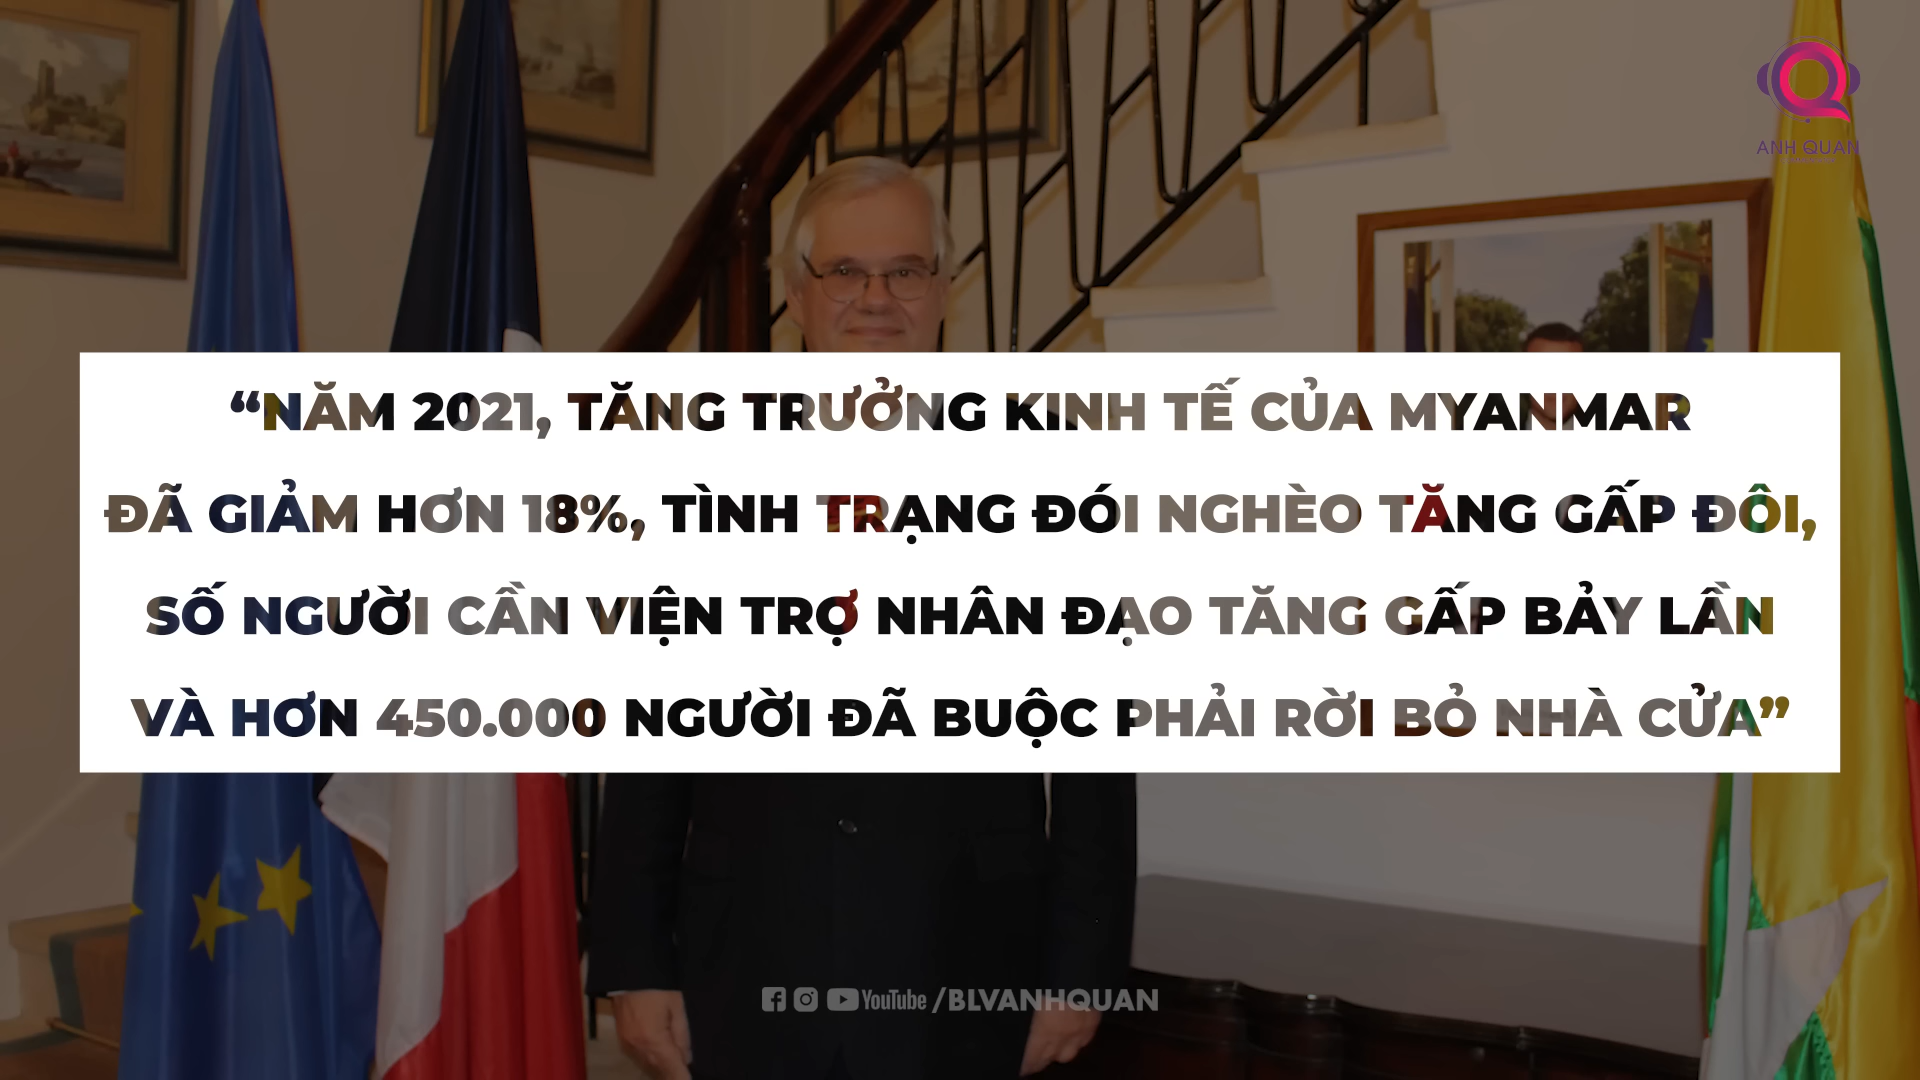 ANH QUAN
“NĂM 2021, TĂNG TRƯỞNG KINH TẾ CỦA MYANMAR
ĐÃ GIẢM HƠN 18%, TÌNH TRẠNG ĐÓI NGHÈO TĂNG GẤP ĐÔI,
SỐ NGƯỜI CẦN VIỆN TRỢ NHÂN ĐẠO TĂNG GẤP BẢY LẦN
VÀ HƠN 450.000 NGƯỜI ĐÃ BUỘC PHẢI RỜI BỎ NHÀ CỬA”
YouTube /BLVANHQUAN